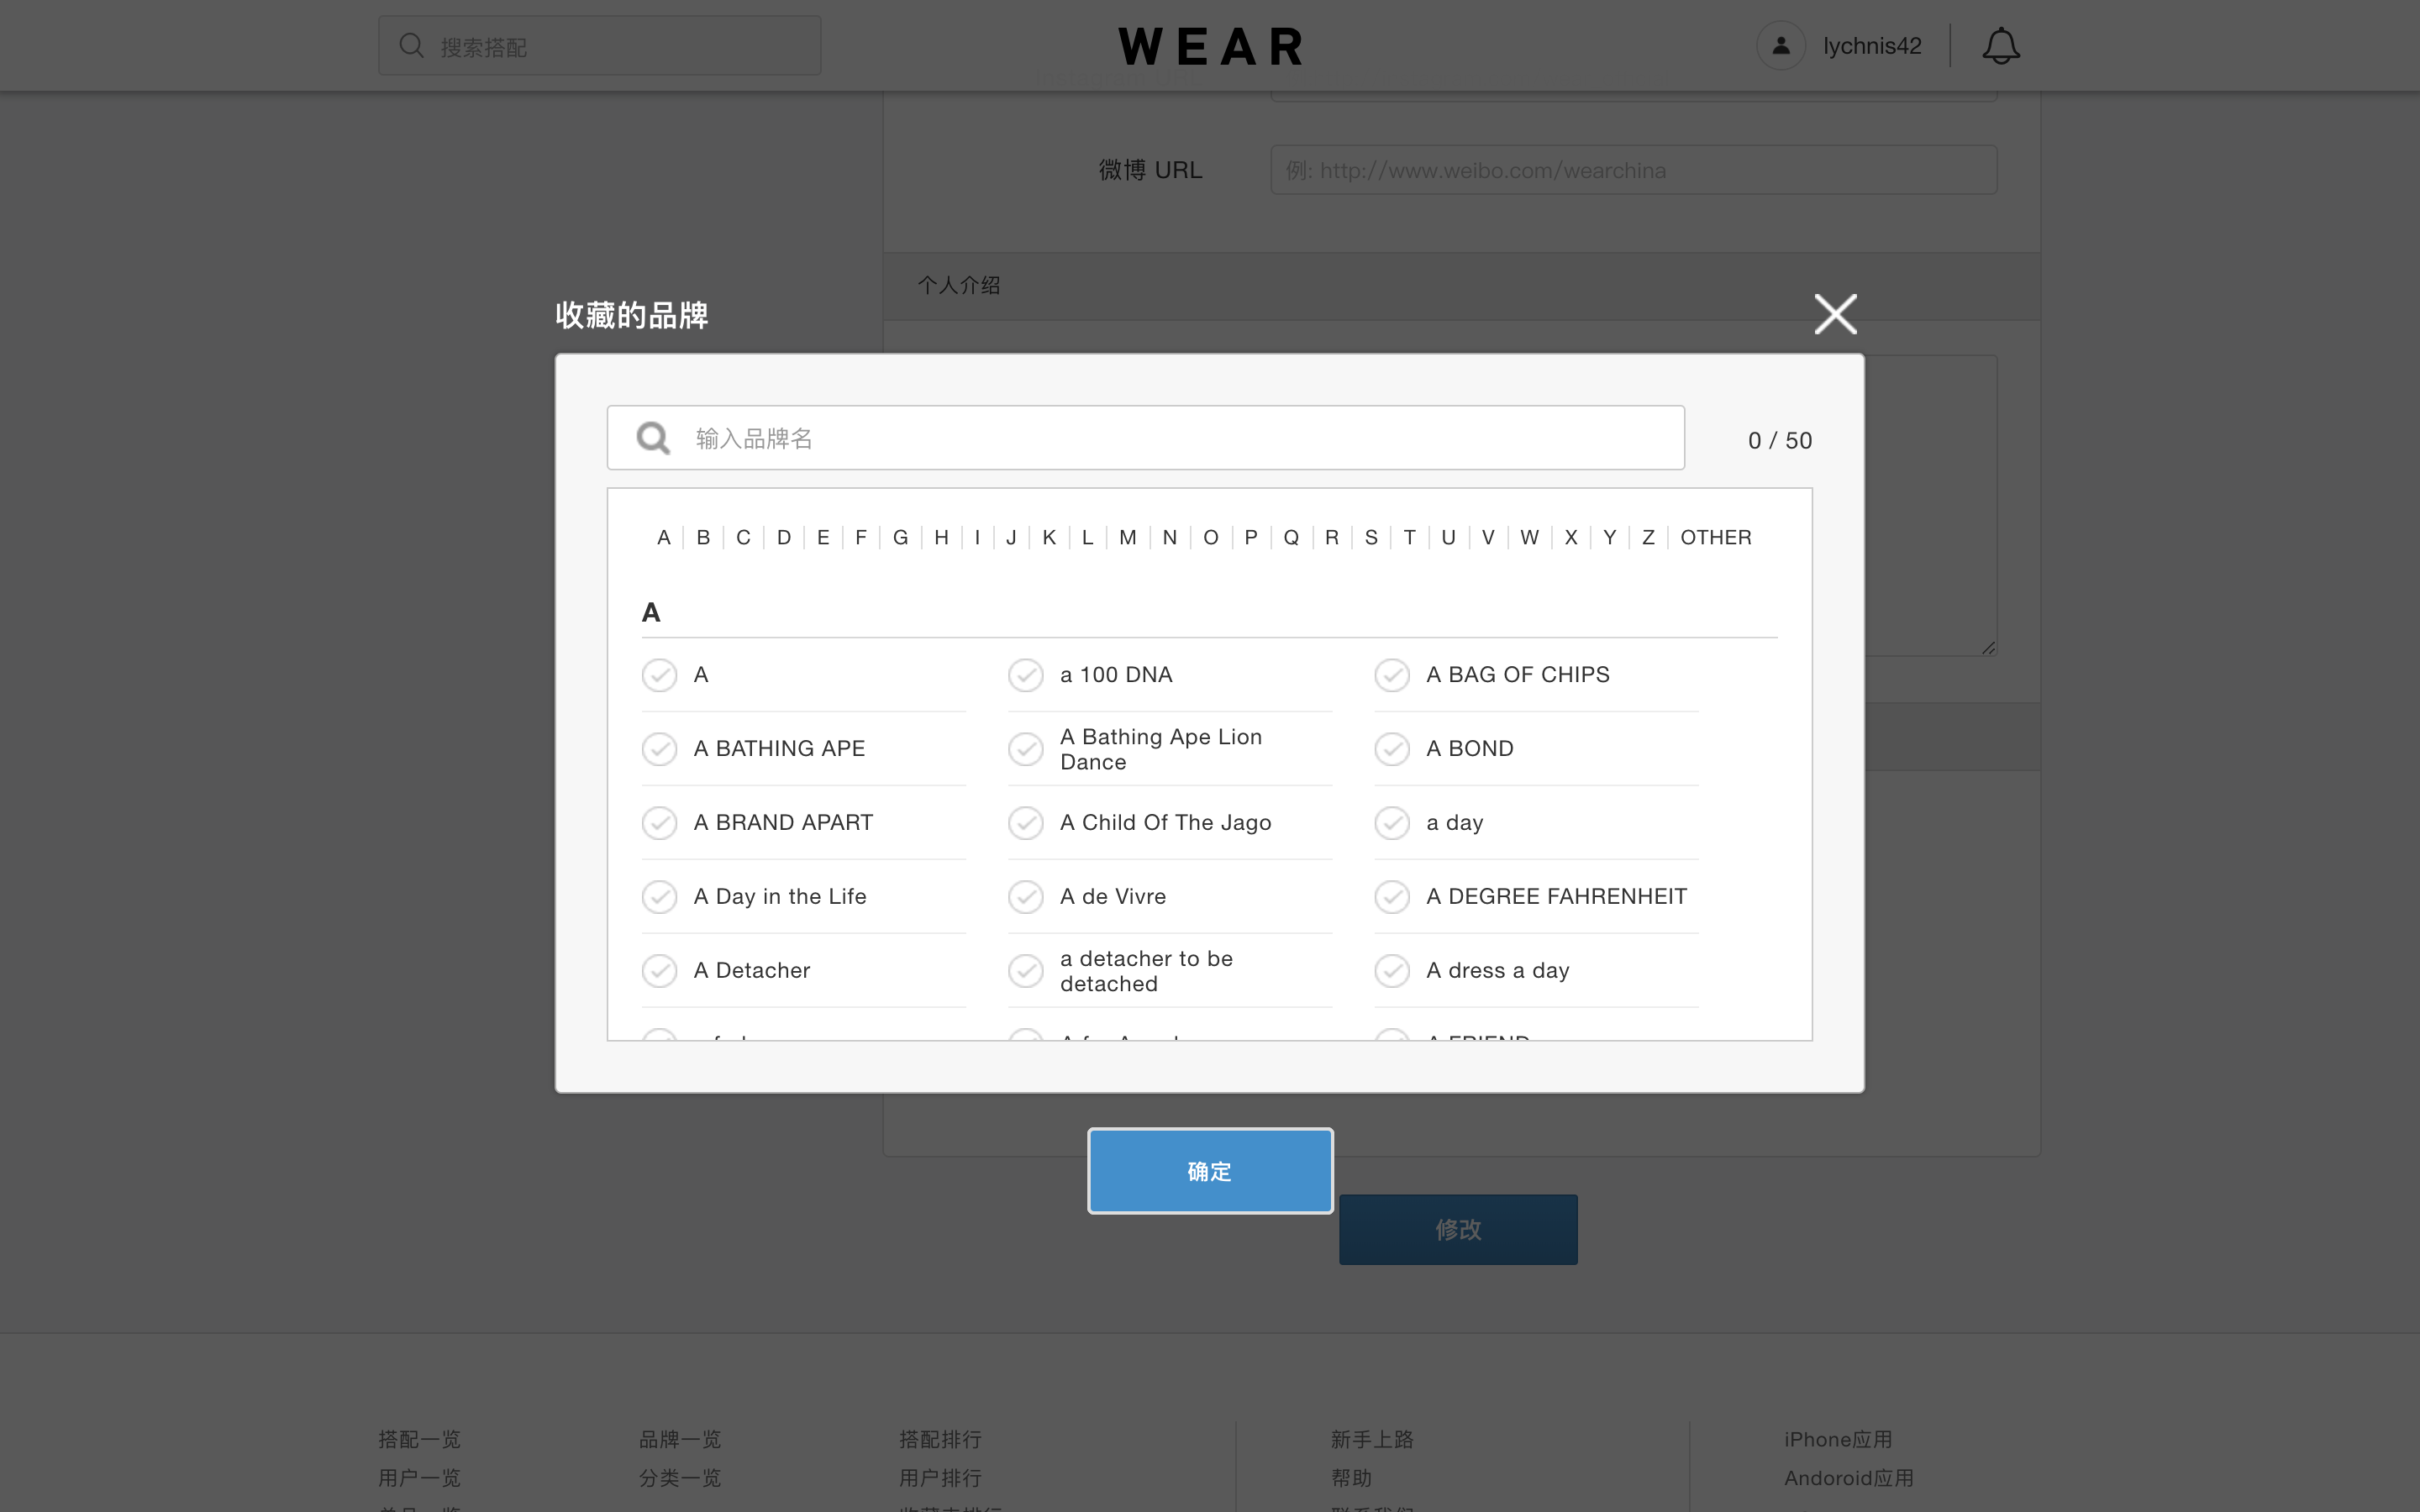 搜索搭配
WEAR
lychnis42
微博 URL
例: http://www.weibo.com/wearchina
个人介绍
收藏的品牌
输入品牌名
0 / 50
A B C D E F G H I J K L M N O P Q R S T U V W X Y Z OTHER
A
A
a 100 DNA
A BAG OF CHIPS
A BATHING APE
A Bathing Ape Lion
Dance
A BOND
A BRAND APART
A Child Of The Jago
a day
A Day in the Life
A de Vivre
A DEGREE FAHRENHEIT
A Detacher
a detacher to be
detached
A dress a day
A FRIEND
确定
修改
搭配一览
品牌一览
搭配排行
新手上路
iPhone应用
用户一览
分类一览
用户排行
帮助
Andoroid应用